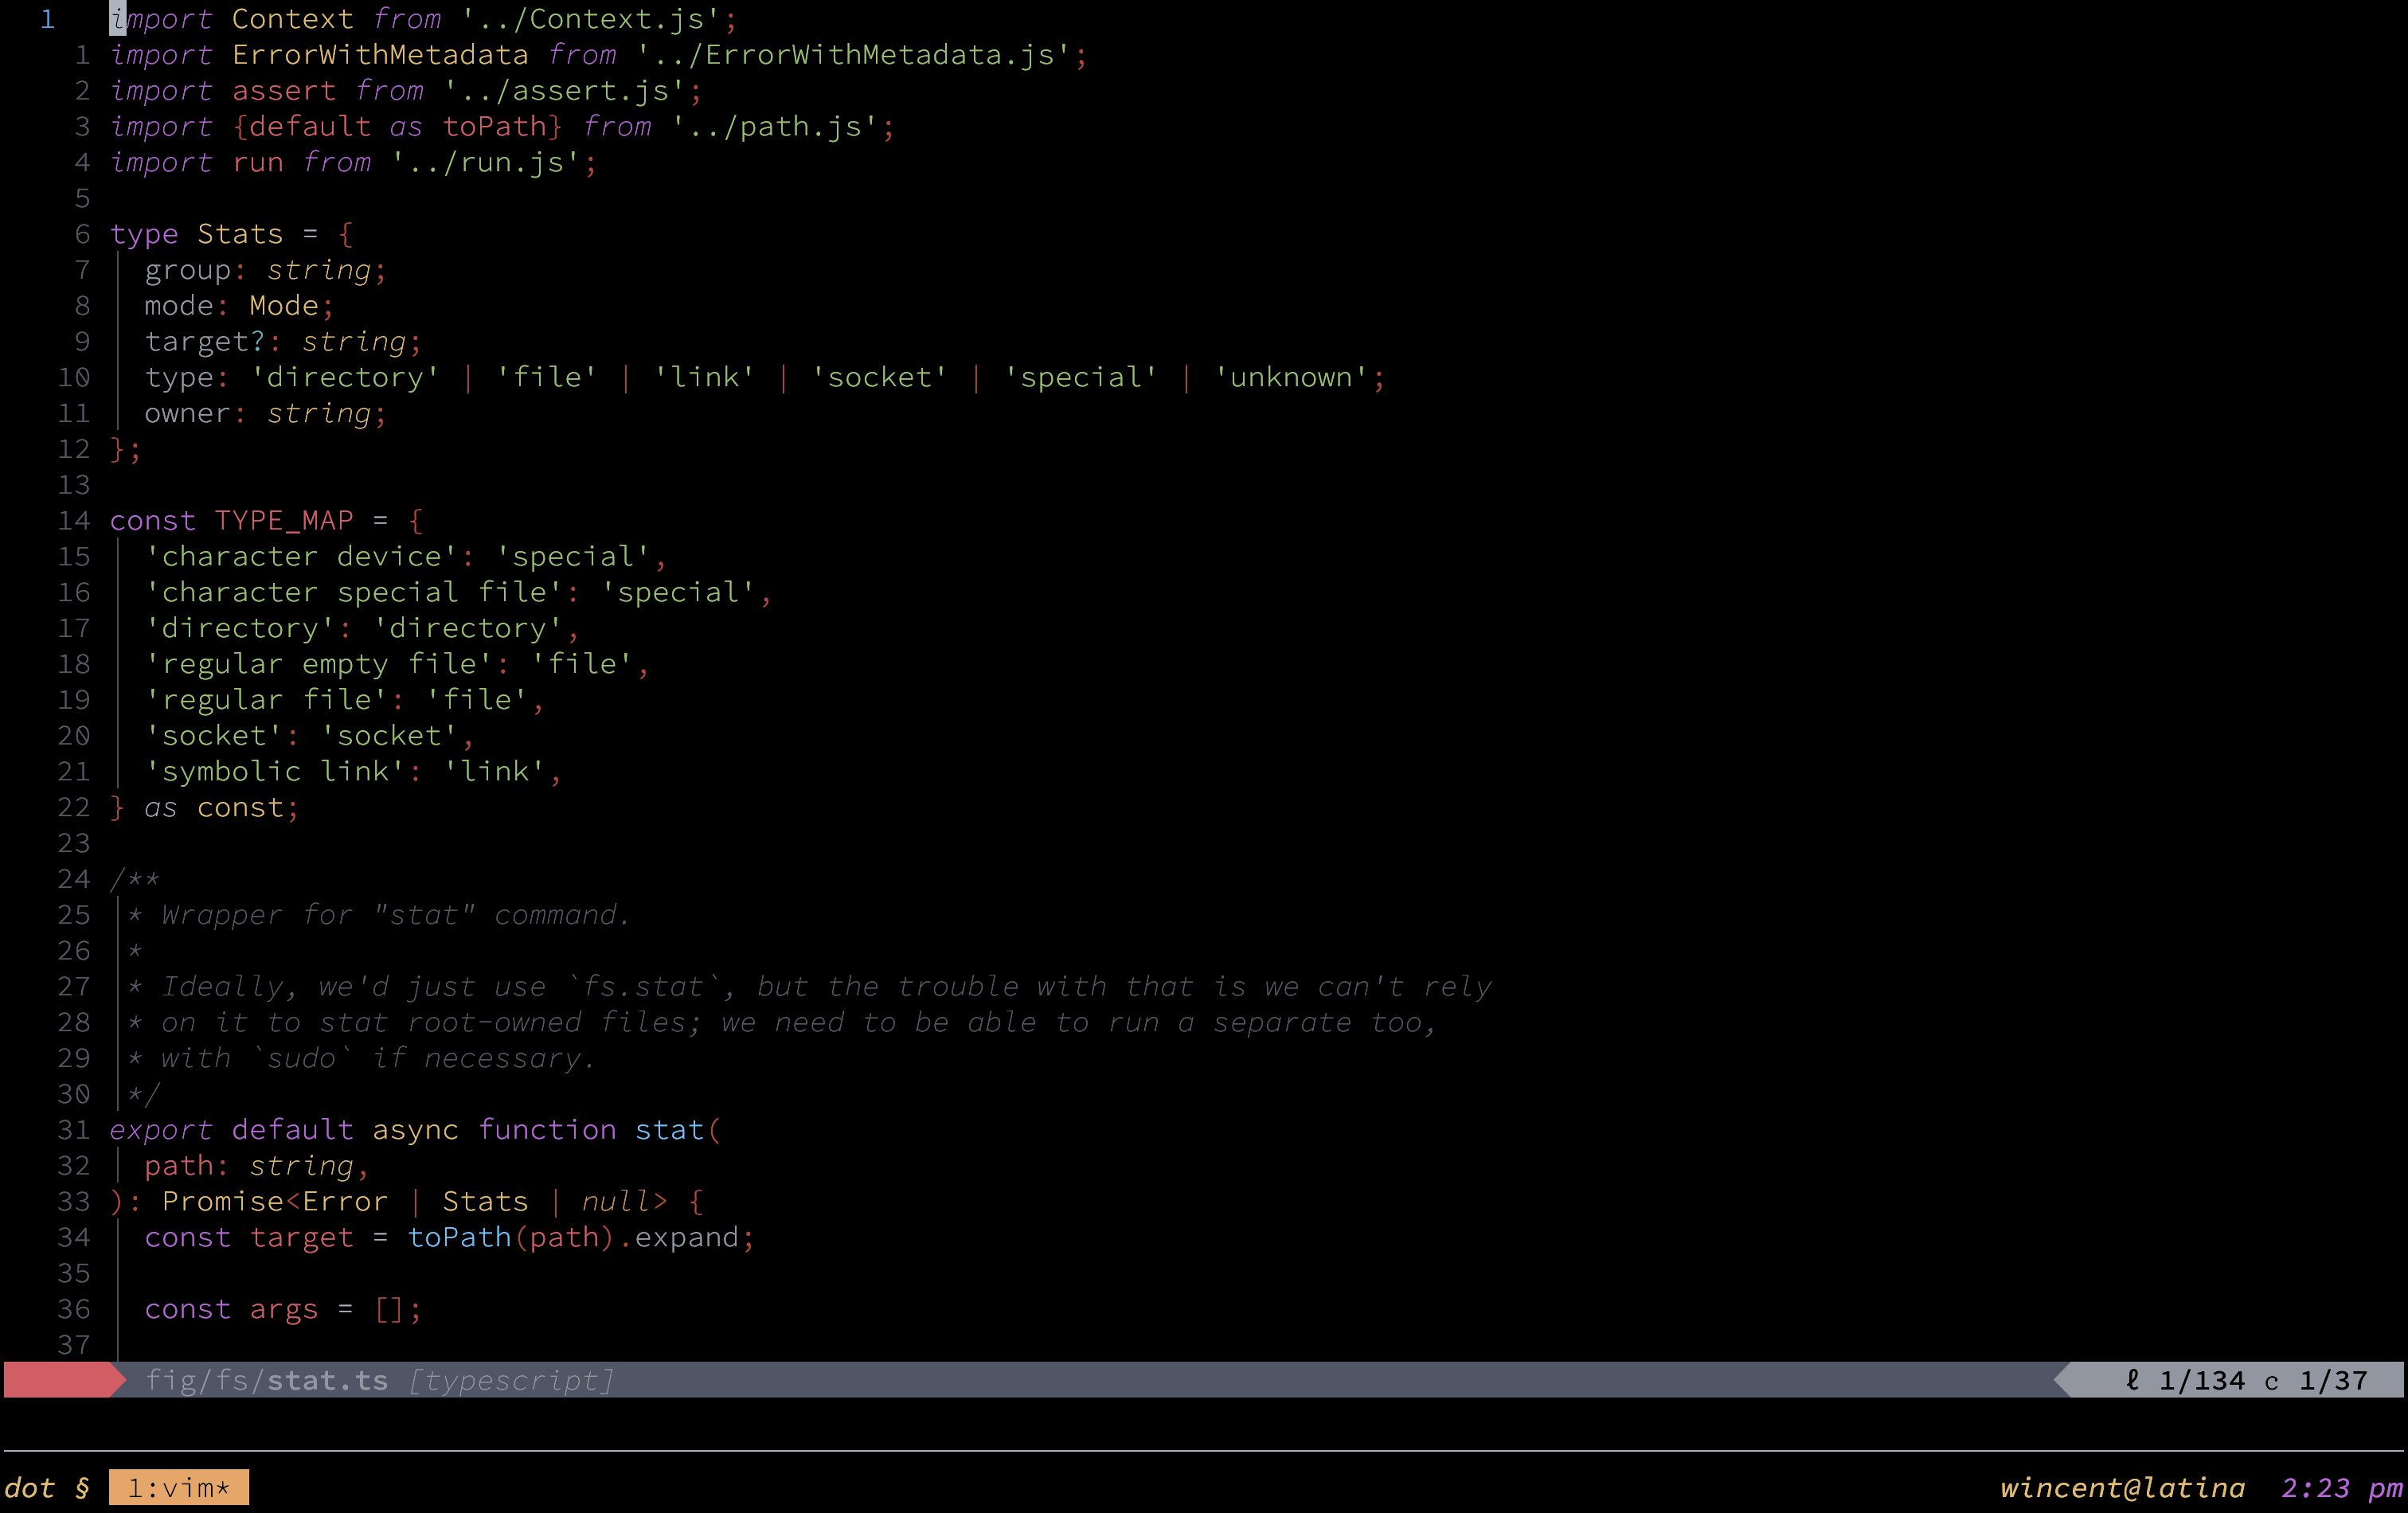 1 import Context from '../Context.js';
1 import ErrorWithMetadata from '../ErrorWithMetadata.js';
2 import assert from '../assert.js';
3 import {default as toPath} from '../path.js';
4 import run from '../run.js';
5
6 type Stats = {
7 group: string;
8 mode: Mode;
9 target?: string;
10 type: 'directory' | 'file' | 'link' | 'socket' | 'special' | 'unknown';
11 owner: string;
12 };
13
14 const TYPE_MAP = {
15 'character device': 'special',
16 'character special file': 'special',
17 'directory': 'directory',
18 'regular empty file': 'file',
19 'regular file': 'file',
20 'socket': 'socket',
21 'symbolic link': 'link',
22 } as const;
23
24 /**
25 * Wrapper for "stat" command.
26 *
27 * Ideally, we'd just use `fs.stat`, but the trouble with that is we can't rely
28 * on it to stat root-owned files; we need to be able to run a separate too,
29 * with `sudo` if necessary.
30 */
31 export default async function stat(
32 path: string,
33 ): Promise<Error | Stats | null> {
34 const target = toPath(path).expand;
35
36 const args = [];
37
fig/fs/stat.ts [typescript] ℓ 1/134 c 1/37
dot § 1:vim* wincent@latina 2:23 pm